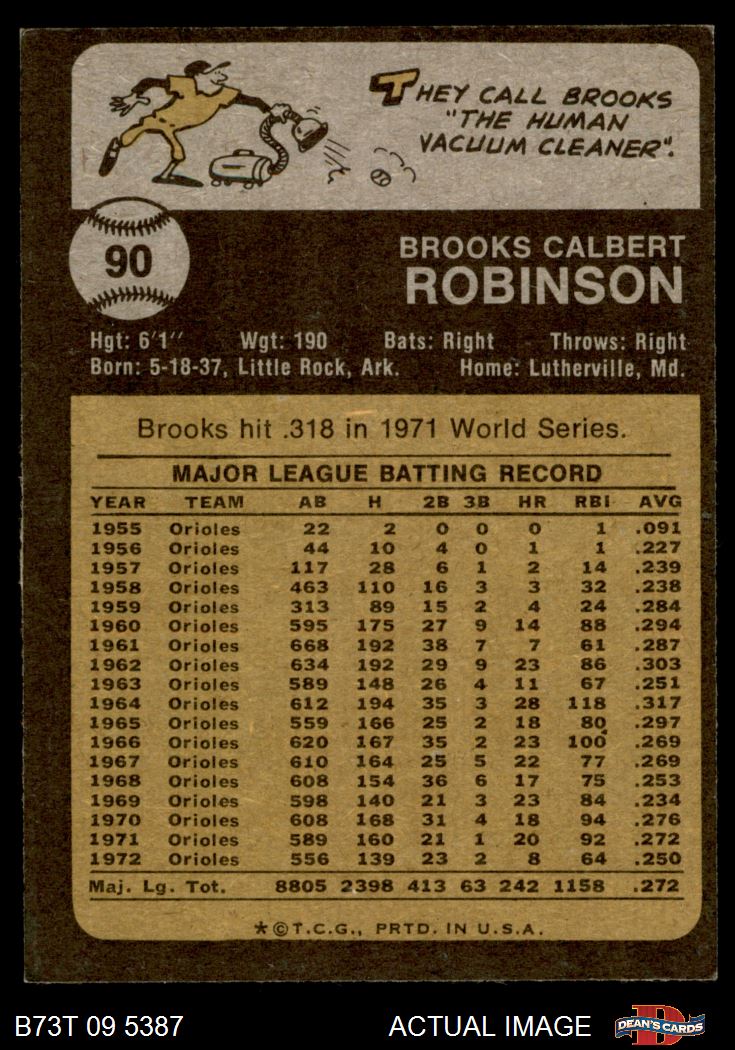 THEY CALL BROOKS
"THE HUMAN
VACUUM CLEANER".
90
BROOKS CALBERT
ROBINSON
Hgt: 6'1" Wgt: 190 Bats: Right Throws: Right
Born: 5-18-37, Little Rock, Ark. Home: Lutherville, Md.
Brooks hit .318 in 1971 World Series.
MAJOR LEAGUE BATTING RECORD
YEAR TEAM AB H 2B 3B HR RBI AVG
1955 Orioles 22 2 0 0 0 1 .091
1956 Orioles 44 10 4 0 1 1 .227
1957 Orioles 117 28 6 1 2 14 .239
1958 Orioles 463 110 16 3 3 32 .238
1959 Orioles 313 89 15 2 4 24 .284
1960 Orioles 595 175 27 9 14 88 .294
1961 Orioles 668 192 38 7 7 61 .287
1962 Orioles 634 192 29 9 23 86 .303
1963 Orioles 589 148 26 4 11 67 .251
1964 Orioles 612 194 35 3 28 118 .317
1965 Orioles 559 166 25 2 18 80 .297
1966 Orioles 620 167 35 2 23 100 .269
1967 Orioles 610 164 25 5 22 77 .269
1968 Orioles 608 154 36 6 17 75 .253
1969 Orioles 598 140 21 3 23 84 .234
1970 Orioles 608 168 31 4 18 94 .276
1971 Orioles 589 160 21 1 20 92 .272
1972 Orioles 556 139 23 2 8 64 .250
Maj. Lg. Tot. 8805 2398 413 63 242 1158 .272
*©T.C.G., PRTD. IN U.S.A.
B73T 09 5387 ACTUAL IMAGE D DEAN'S CARDS